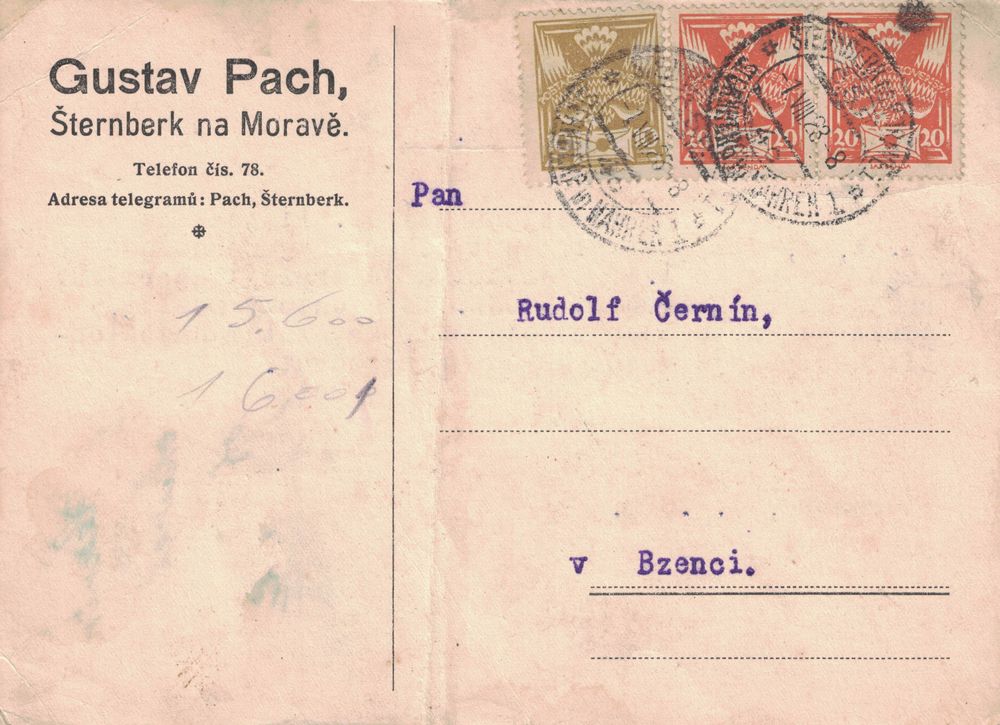 Gustav Pach,
Šternberk na Moravě.
Telefon čís. 78.
Adresa telegramů: Pach, Šternberk.
20 20 20
Pan
Rudolf Černín,
v Bzenci.
15.600
16.001